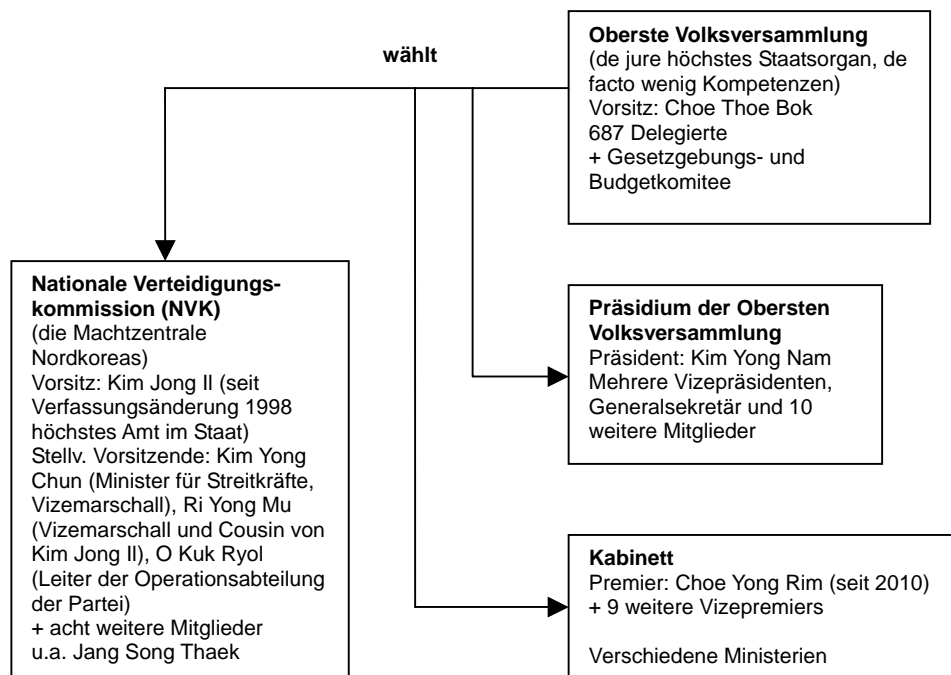 wählt
Oberste Volksversammlung
(de jure höchstes Staatsorgan, de
facto wenig Kompetenzen)
Vorsitz: Choe Thoe Bok
687 Delegierte
+ Gesetzgebungs- und
Budgetkomitee
Nationale Verteidigungs-
kommission (NVK)
(die Machtzentrale
Nordkoreas)
Vorsitz: Kim Jong Il (seit
Verfassungsänderung 1998
höchstes Amt im Staat)
Stellv. Vorsitzende: Kim Yong
Chun (Minister für Streitkräfte,
Vizemarschall), Ri Yong Mu
(Vizemarschall und Cousin von
Kim Jong Il), O Kuk Ryol
(Leiter der Operationsabteilung
der Partei)
+ acht weitere Mitglieder
u.a. Jang Song Thaek
Präsidium der Obersten
Volksversammlung
Präsident: Kim Yong Nam
Mehrere Vizepräsidenten,
Generalsekretär und 10
weitere Mitglieder
Kabinett
Premier: Choe Yong Rim (seit 2010)
+ 9 weitere Vizepremiers
Verschiedene Ministerien